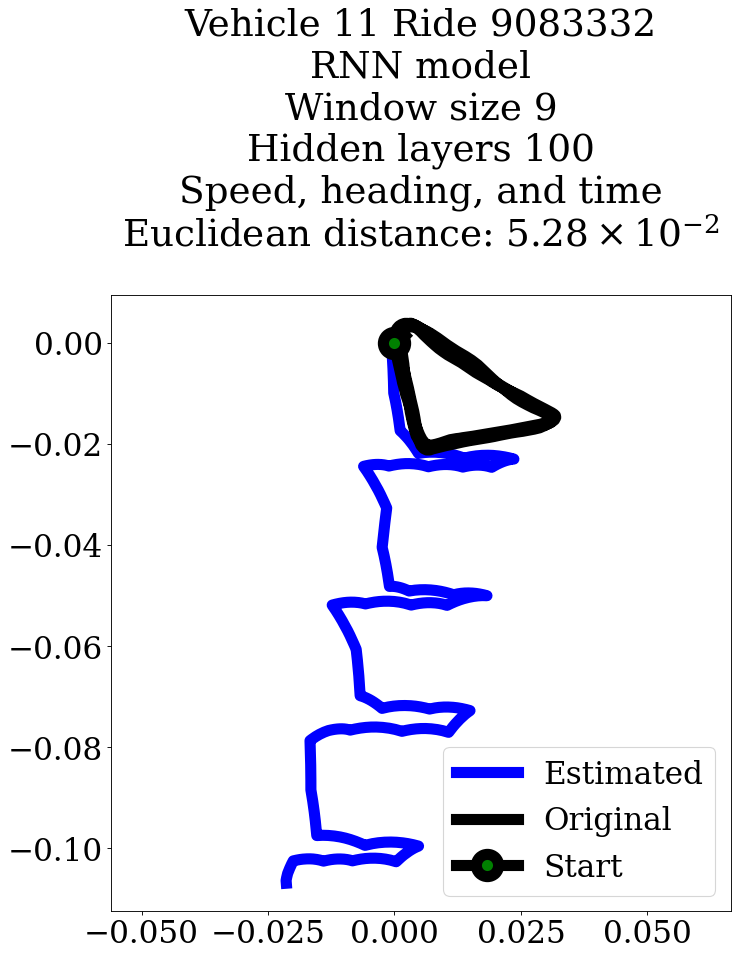 Vehicle 11 Ride 9083332
RNN model
Window size 9
Hidden layers 100
Speed, heading, and time
Euclidean distance: 5.28 × 10⁻²
0.00
−0.02
−0.04
−0.06
−0.08
−0.10
Estimated
Original
Start
−0.050 −0.025 0.000 0.025 0.050